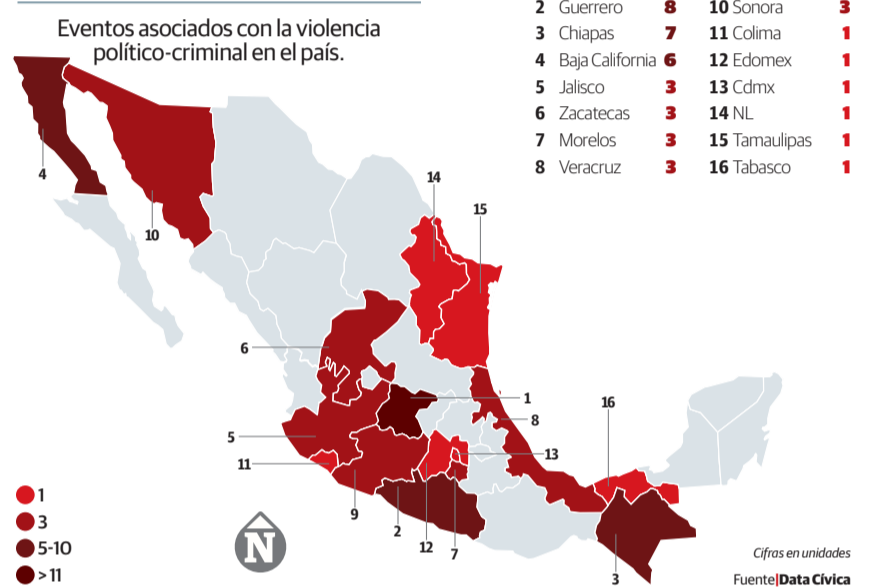 Eventos asociados con la violencia
político-criminal en el país.
2 Guerrero 8
3 Chiapas 7
4 Baja California 6
5 Jalisco 3
6 Zacatecas 3
7 Morelos 3
8 Veracruz 3
10 Sonora 3
11 Colima 1
12 Edomex 1
13 Cdmx 1
14 NL 1
15 Tamaulipas 1
16 Tabasco 1
4
10
14
15
6
1
8
16
5
13
11
9
2
12
7
3
1
3
5-10
>11
N
Cifras en unidades
Fuente|Data Cívica